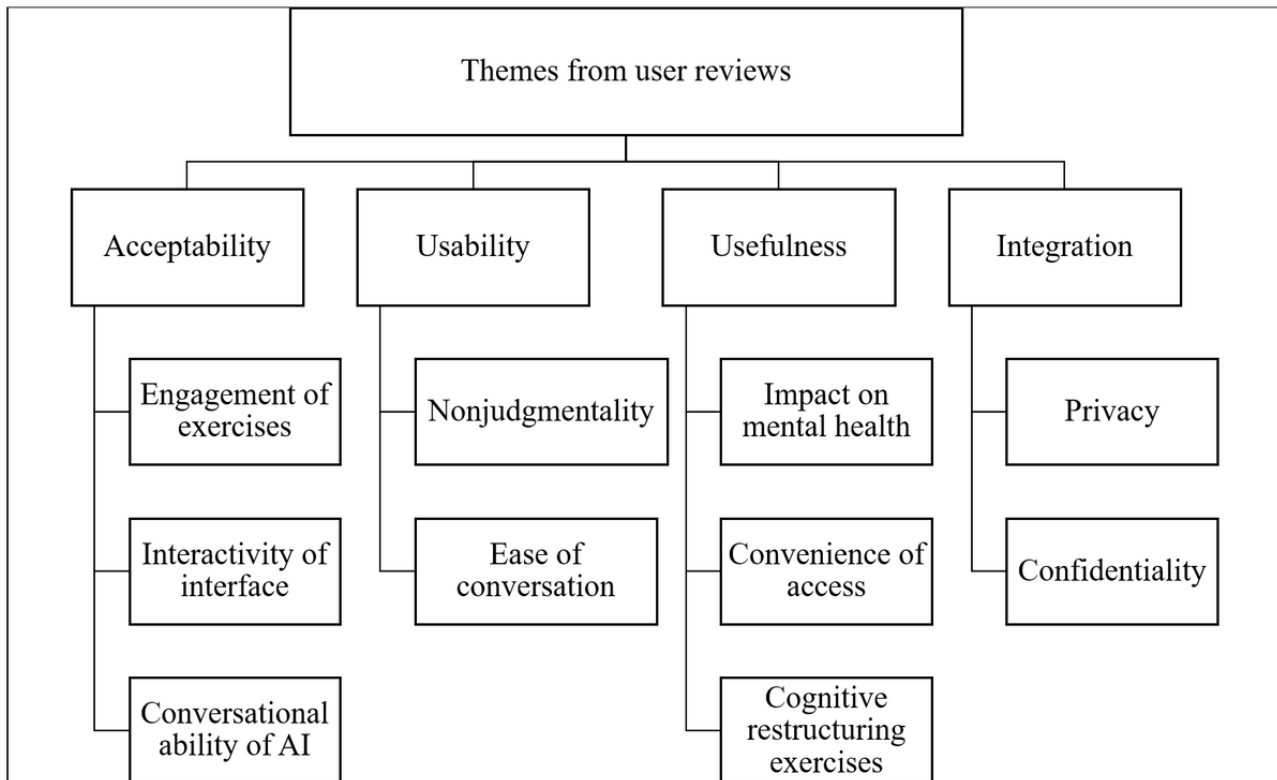 Themes from user reviews
Acceptability
Usability
Usefulness
Integration
Engagement of
exercises
Nonjudgmentality
Impact on
mental health
Privacy
Interactivity of
interface
Ease of
conversation
Convenience of
access
Confidentiality
Conversational
ability of AI
Cognitive
restructuring
exercises